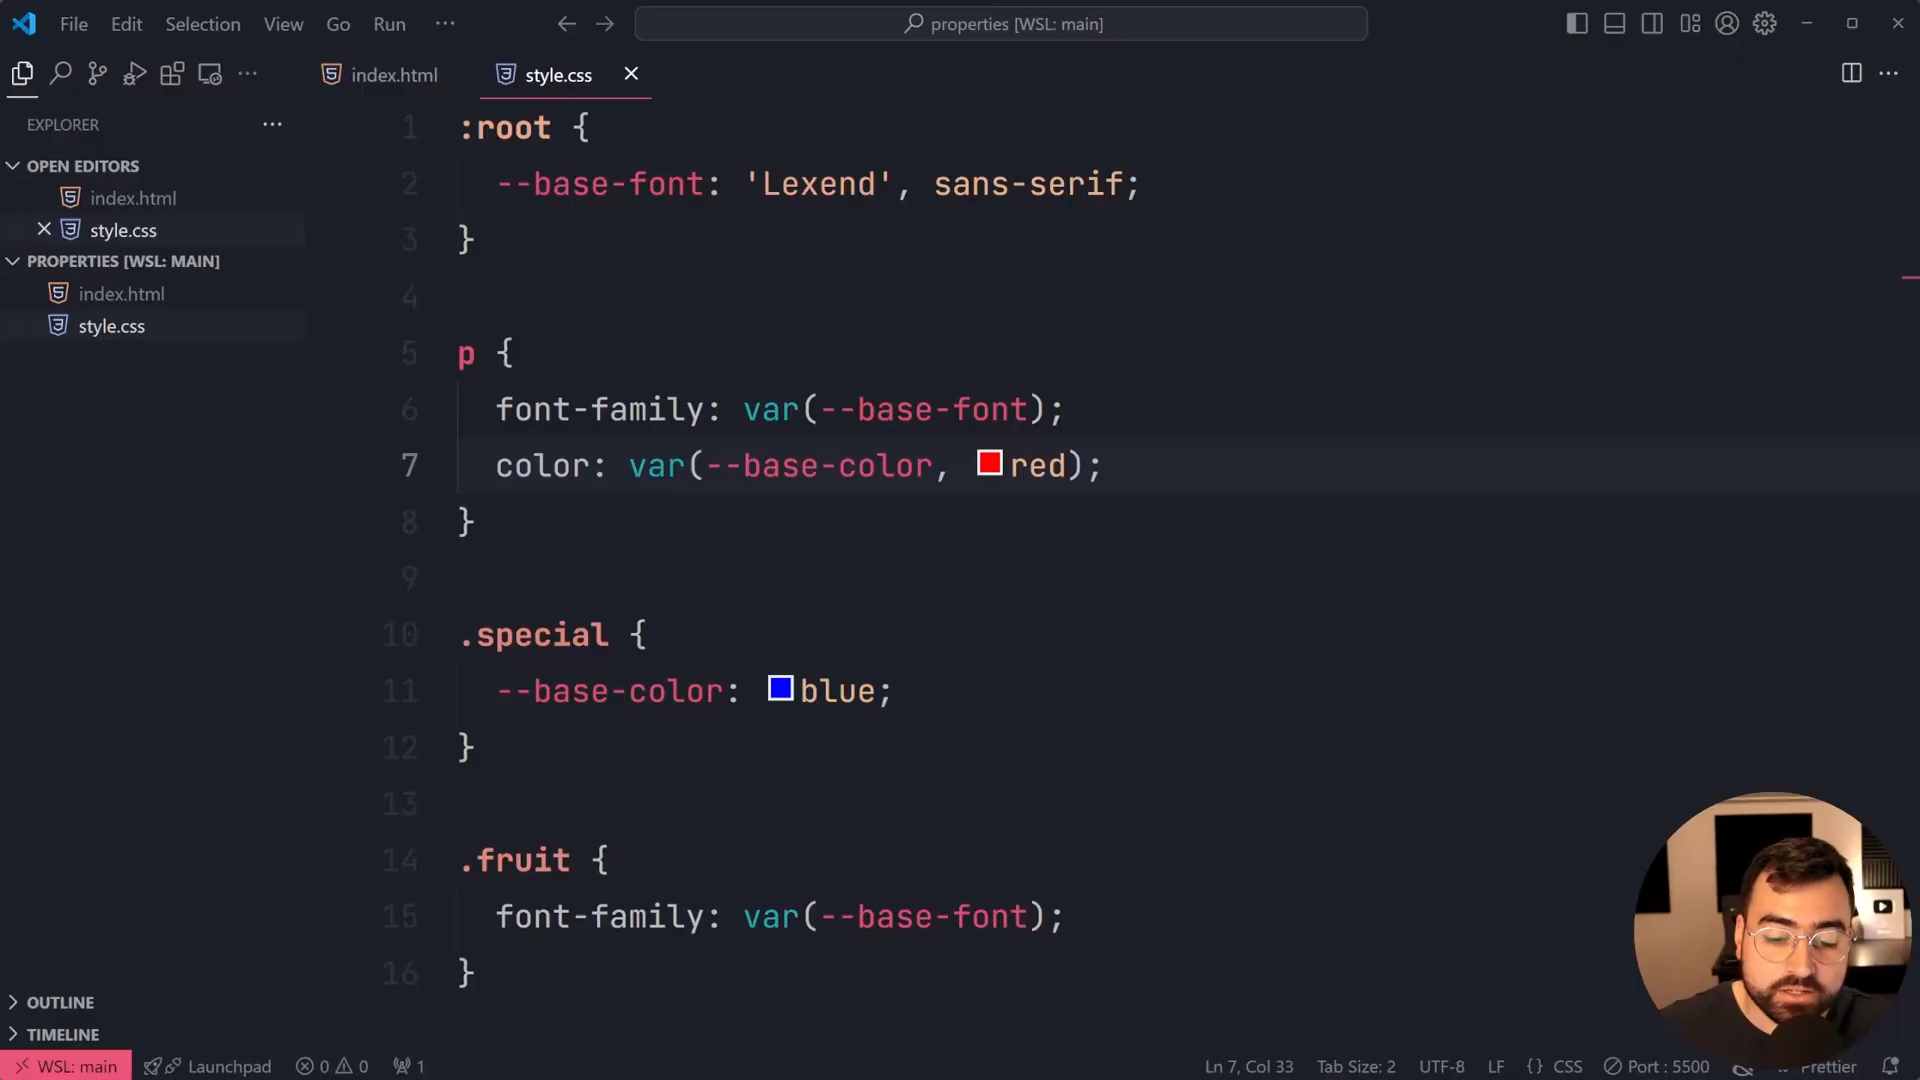 File Edit Selection View Go Run ··· properties [WSL: main]
index.html style.css
EXPLORER
OPEN EDITORS
index.html
style.css
PROPERTIES [WSL: MAIN]
index.html
style.css
1 :root {
2 --base-font: 'Lexend', sans-serif;
3 }
4
5 p {
6 font-family: var(--base-font);
7 color: var(--base-color, red);
8 }
9
10 .special {
11 --base-color: blue;
12 }
13
14 .fruit {
15 font-family: var(--base-font);
16 }
OUTLINE
TIMELINE
WSL: main Launchpad 0 0 1 Ln 7, Col 33 Tab Size: 2 UTF-8 LF {} CSS Port : 5500 Prettier